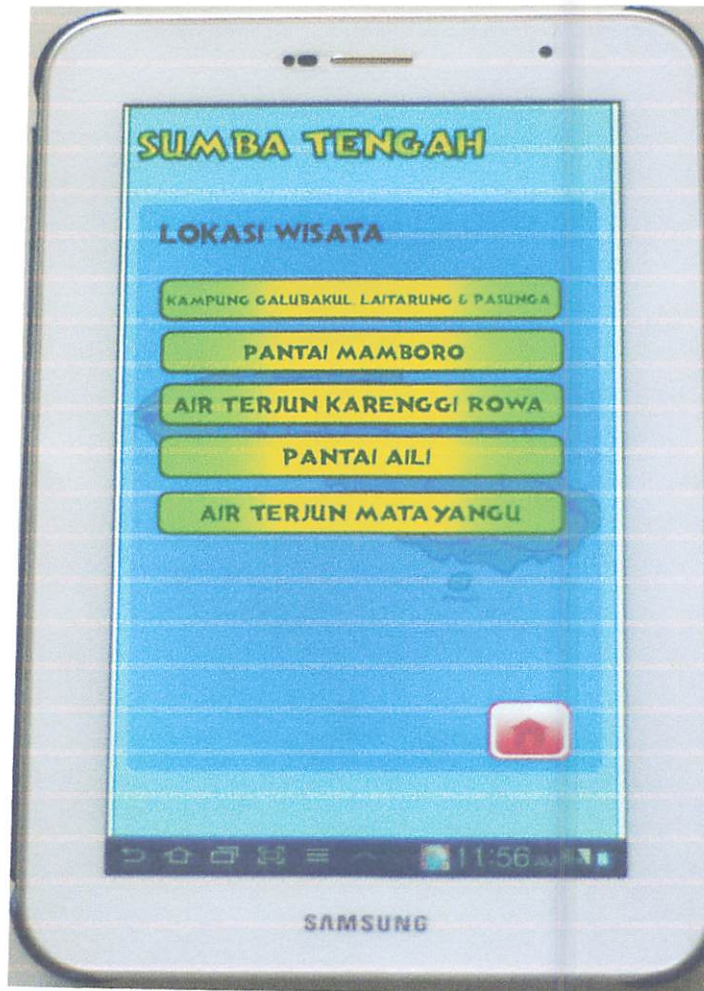 SUMBA TENGAH
LOKASI WISATA
KAMPUNG GALUBAKUL, LAITARUNG & PASUNGA
PANTAI MAMBORO
AIR TERJUN KARENGGI ROWA
PANTAI AILI
AIR TERJUN MATAYANGU
11:56
SAMSUNG